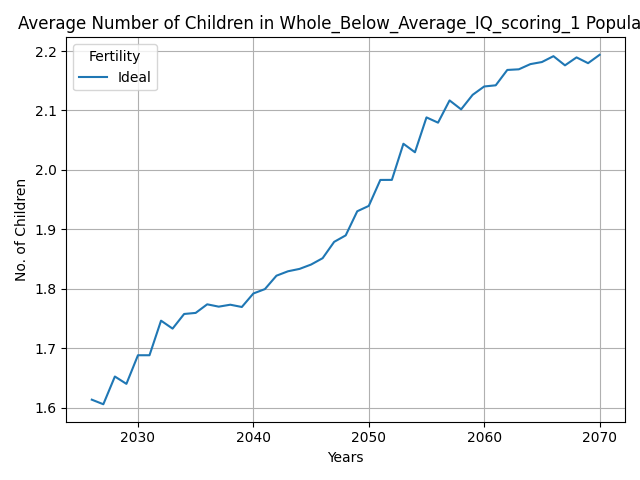 Average Number of Children in Whole_Below_Average_IQ_scoring_1 Popula
Fertility
Ideal
2.2
2.1
2.0
1.9
1.8
1.7
1.6
No. of Children
2030 2040 2050 2060 2070
Years